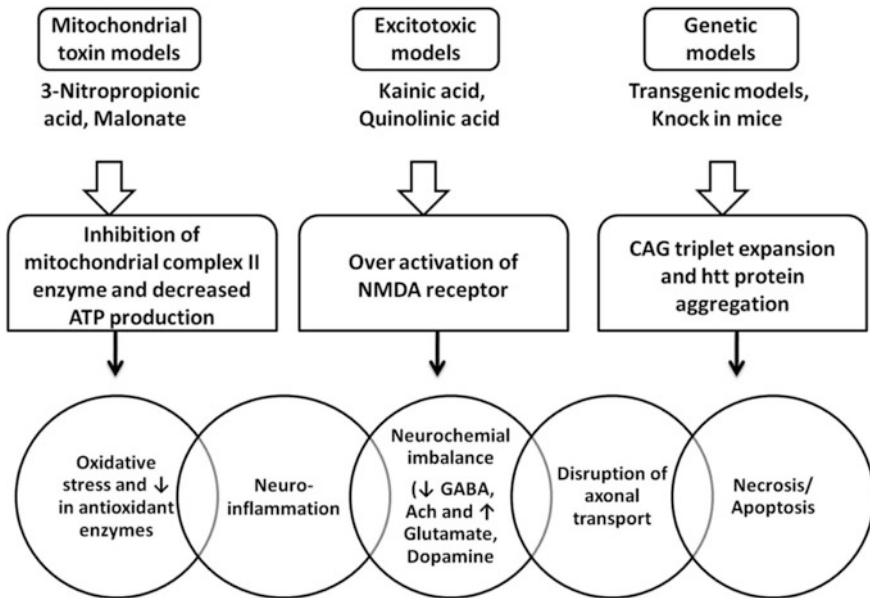 Mitochondrial
toxin models
3-Nitropropionic
acid, Malonate
Inhibition of
mitochondrial complex II
enzyme and decreased
ATP production
Excitotoxic
models
Kainic acid,
Quinolinic acid
Over activation of
NMDA receptor
Genetic
models
Transgenic models,
Knock in mice
CAG triplet expansion
and htt protein
aggregation
Oxidative
stress and ↓
in antioxidant
enzymes
Neuro-
inflammation
Neurochemial
imbalance
(↓ GABA,
Ach and ↑
Glutamate,
Dopamine
Disruption of
axonal
transport
Necrosis/
Apoptosis